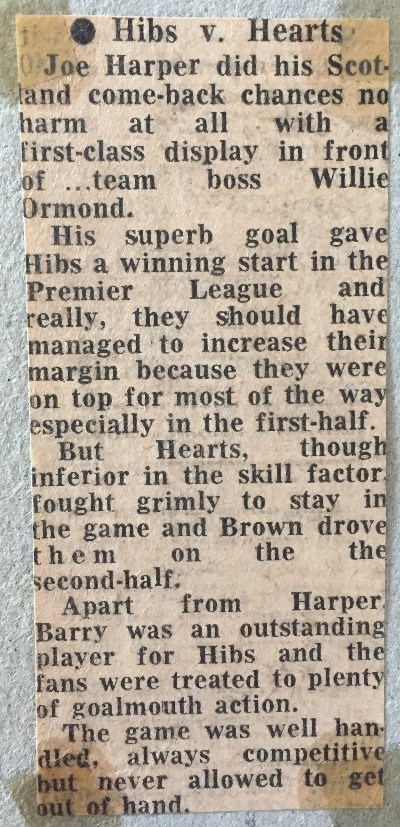 ● Hibs v. Hearts
Joe Harper did his Scot-
land come-back chances no
harm at all with a
first-class display in front
of ...team boss Willie
Ormond.
His superb goal gave
Hibs a winning start in the
Premier League and
really, they should have
managed to increase their
margin because they were
on top for most of the way
especially in the first-half.
But Hearts, though
inferior in the skill factor,
fought grimly to stay in
the game and Brown drove
them on the the
second-half.
Apart from Harper,
Barry was an outstanding
player for Hibs and the
fans were treated to plenty
of goalmouth action.
The game was well han-
dled, always competitive
but never allowed to get
out of hand.